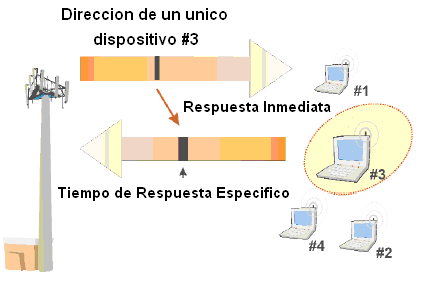 Direccion de un unico
dispositivo #3
#1
Respuesta Inmediata
#3
Tiempo de Respuesta Especifico
#4
#2